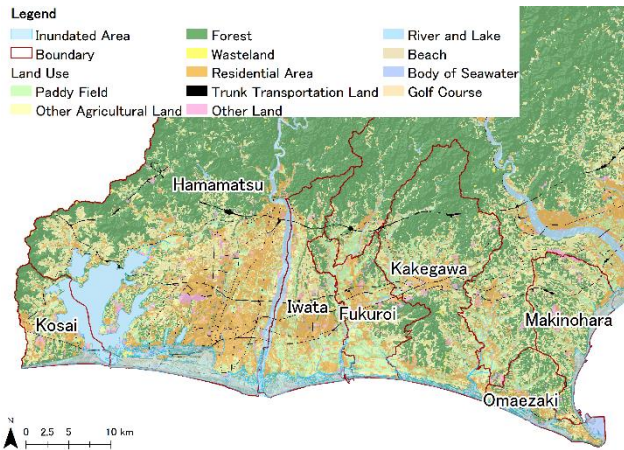 Legend
Inundated Area
Boundary
Land Use
Paddy Field
Other Agricultural Land
Forest
Wasteland
Residential Area
Trunk Transportation Land
Other Land
River and Lake
Beach
Body of Seawater
Golf Course
Hamamatsu
Kosai
Iwata
Fukuroi
Kakegawa
Makinohara
Omaezaki
N
0 2.5 5 10 km